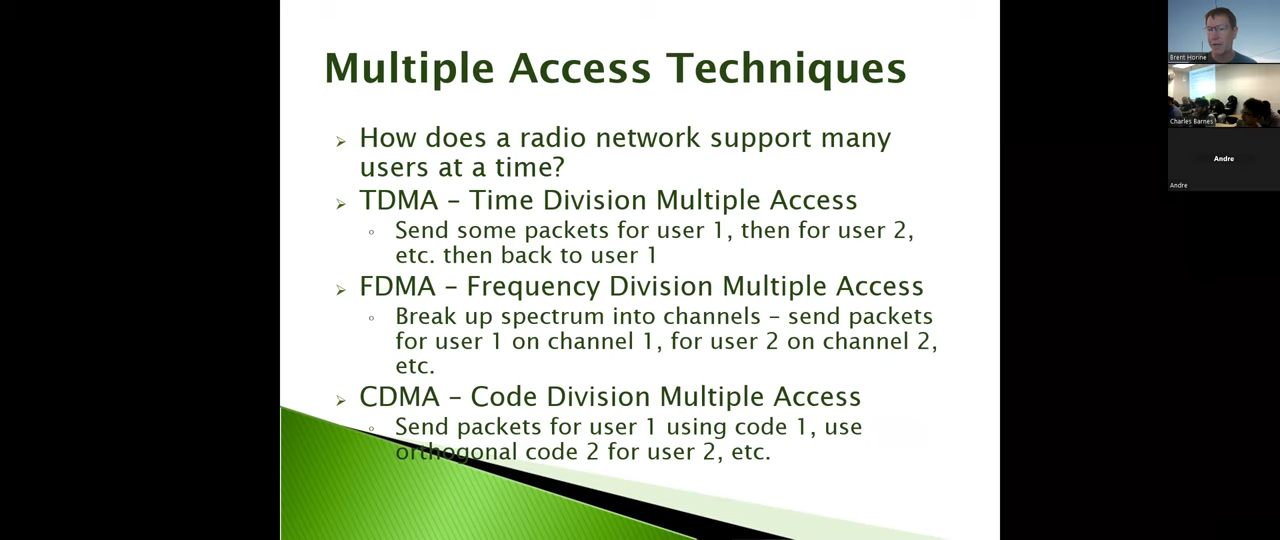 Multiple Access Techniques
How does a radio network support many
users at a time?
TDMA – Time Division Multiple Access
Send some packets for user 1, then for user 2,
etc. then back to user 1
FDMA – Frequency Division Multiple Access
Break up spectrum into channels – send packets
for user 1 on channel 1, for user 2 on channel 2,
etc.
CDMA – Code Division Multiple Access
Send packets for user 1 using code 1, use
orthogonal code 2 for user 2, etc.
Brent Horine
Charles Barnes
Andre
Andre